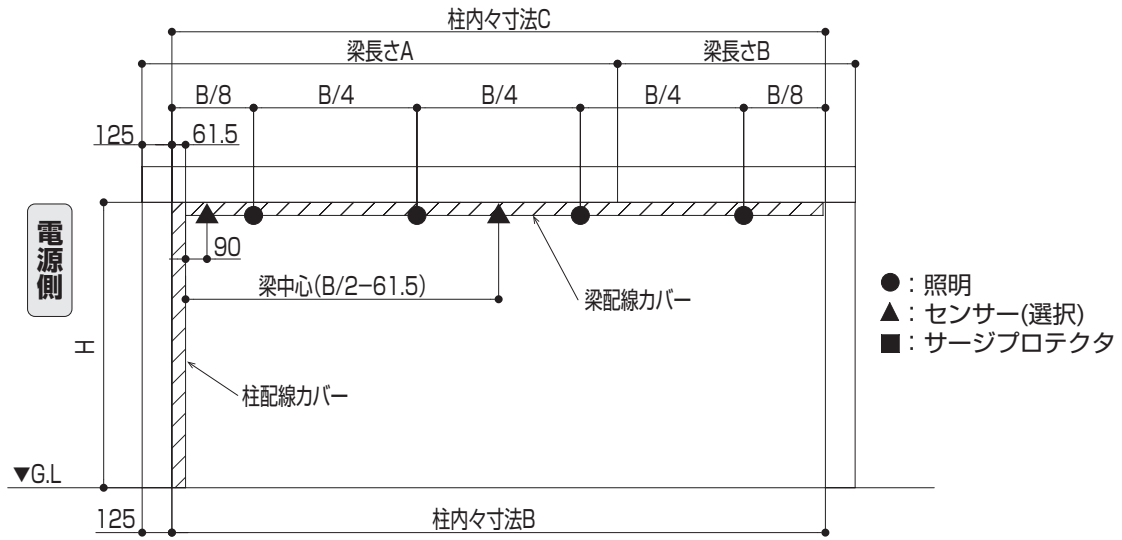 柱内々寸法C
梁長さA
梁長さB
B/8
B/4
B/4
B/4
B/8
125
61.5
電源側
90
梁中心(B/2−61.5)
梁配線カバー
●：照明
▲：センサー(選択)
■：サージプロテクタ
H
柱配線カバー
▼G.L
125
柱内々寸法B